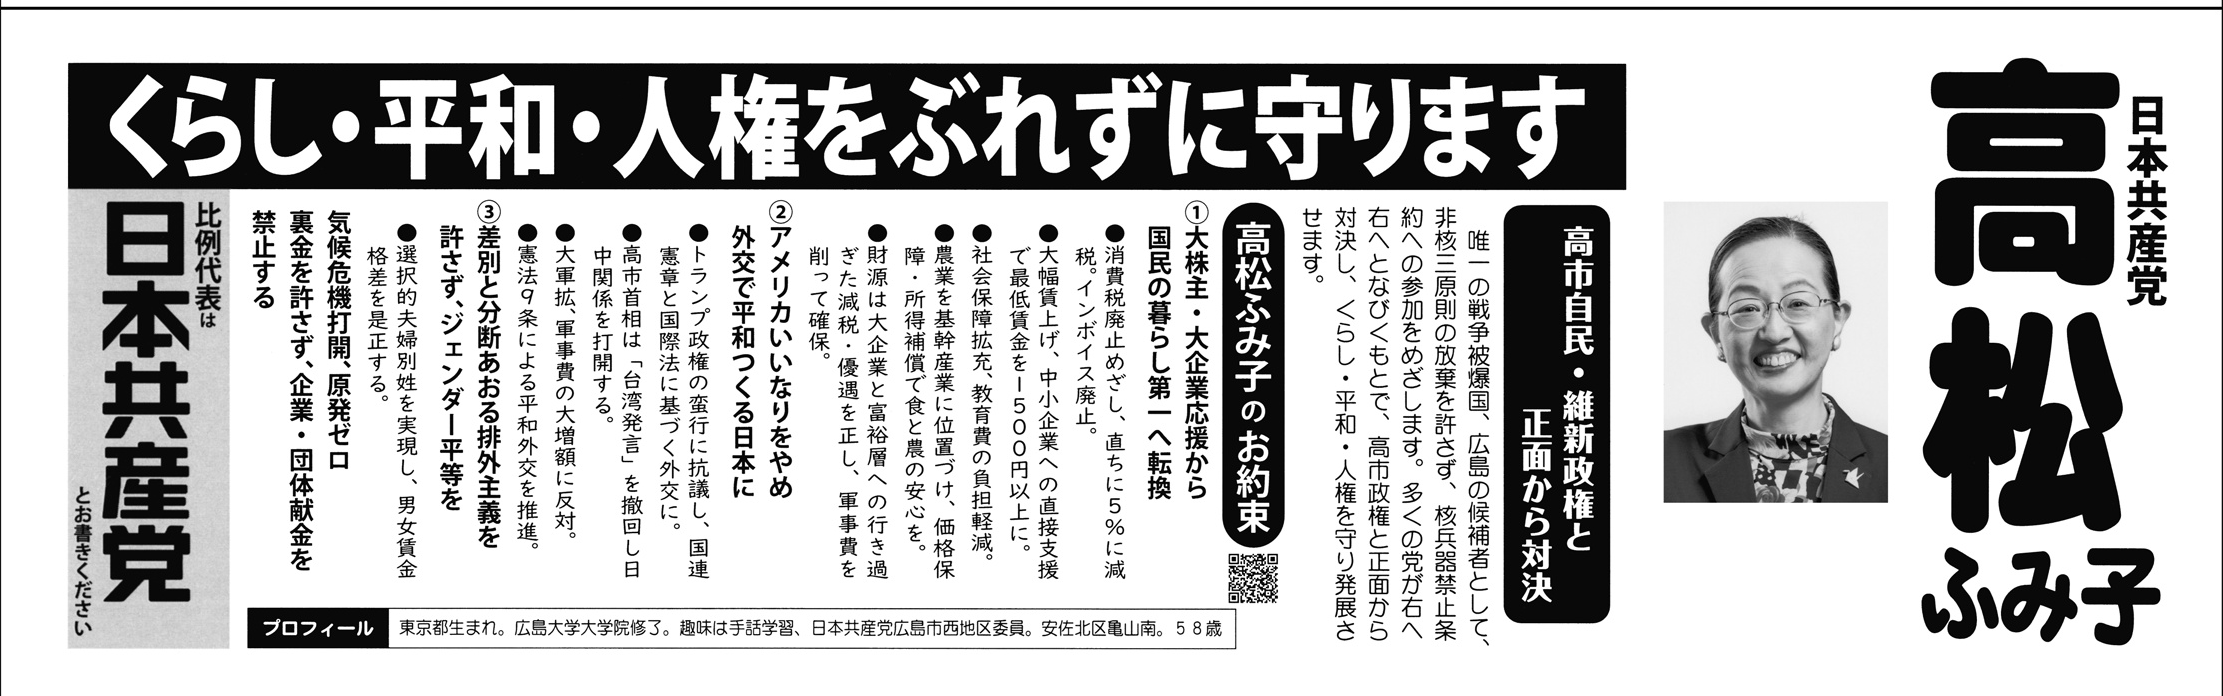 日本共産党
高松ふみ子
くらし・平和・人権をぶれずに守ります
高市自民・維新政権と
正面から対決
唯一の戦争被爆国、広島の候補者として、
非核三原則の放棄を許さず、核兵器禁止条
約への参加をめざします。多くの党が右へ
右へとなびくもとで、高市政権と正面から
対決し、くらし・平和・人権を守り発展さ
せます。
高松ふみ子のお約束
①大株主・大企業応援から
国民の暮らし第一へ転換
●消費税廃止めざし、直ちに5％に減
税。インボイス廃止。
●大幅賃上げ、中小企業への直接支援
で最低賃金を1500円以上に。
●社会保障拡充、教育費の負担軽減。
●農業を基幹産業に位置づけ、価格保
障・所得補償で食と農の安心を。
●財源は大企業と富裕層への行き過
ぎた減税・優遇を正し、軍事費を
削って確保。
②アメリカいいなりをやめ
外交で平和つくる日本に
●トランプ政権の蛮行に抗議し、国連
憲章と国際法に基づく外交に。
●高市首相は「台湾発言」を撤回し日
中関係を打開する。
●大軍拡、軍事費の大増額に反対。
●憲法9条による平和外交を推進。
③差別と分断あおる排外主義を
許さず、ジェンダー平等を
●選択的夫婦別姓を実現し、男女賃金
格差を是正する。
気候危機打開、原発ゼロ
裏金を許さず、企業・団体献金を
禁止する
プロフィール
東京都生まれ。広島大学大学院修了。趣味は手話学習、日本共産党広島市西地区委員。安佐北区亀山南。58歳
比例代表は
日本共産党
とお書きください